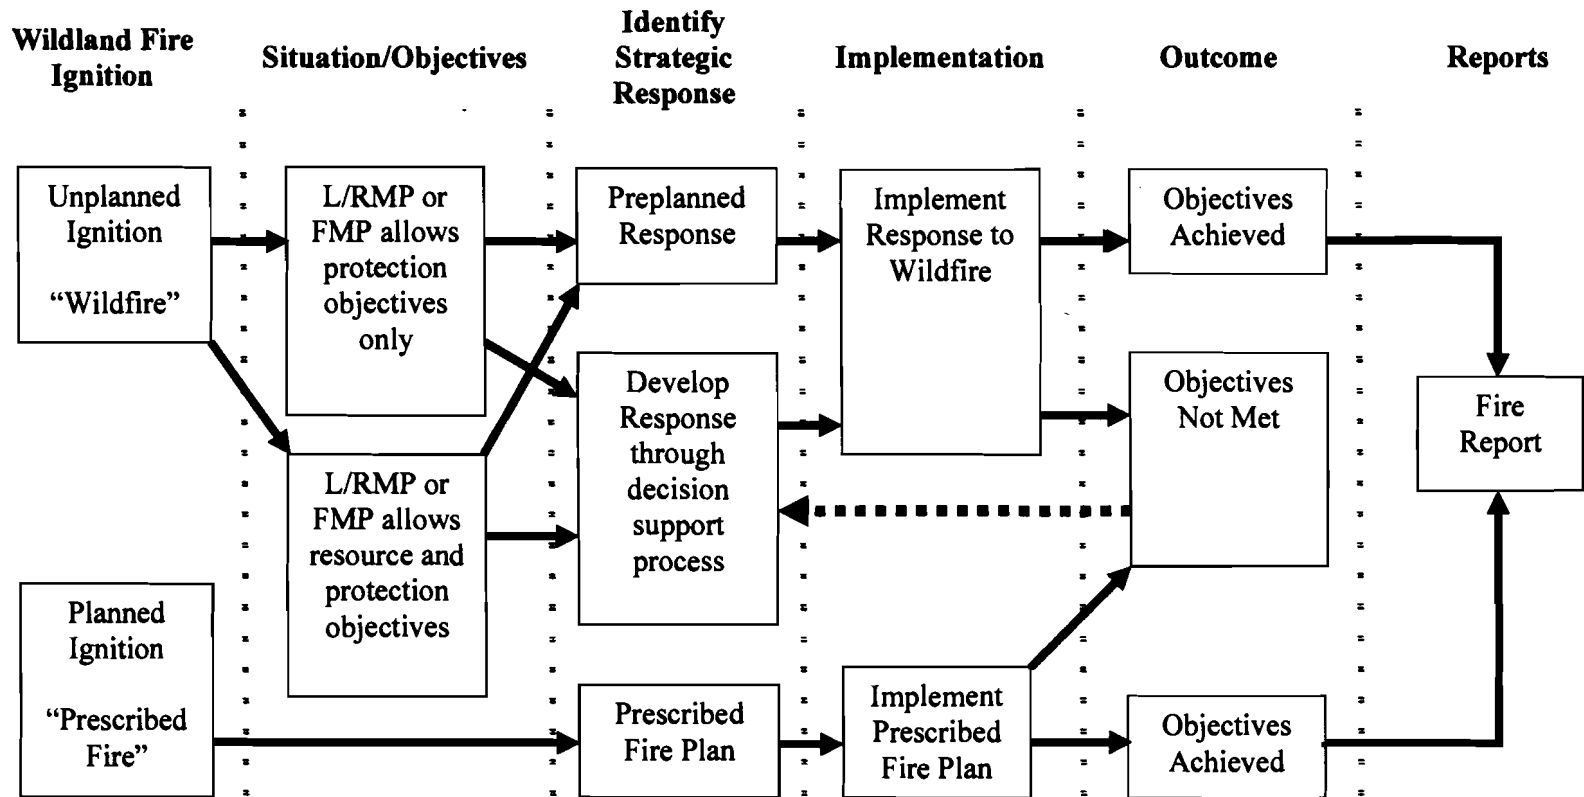 Wildland Fire
Ignition
Situation/Objectives
Identify
Strategic
Response
Implementation
Outcome
Reports
Unplanned
Ignition
“Wildfire”
L/RMP or
FMP allows
protection
objectives
only
Preplanned
Response
Implement
Response to
Wildfire
Objectives
Achieved
Develop
Response
through
decision
support
process
Objectives
Not Met
Fire
Report
L/RMP or
FMP allows
resource and
protection
objectives
Planned
Ignition
“Prescribed
Fire”
Prescribed
Fire Plan
Implement
Prescribed
Fire Plan
Objectives
Achieved